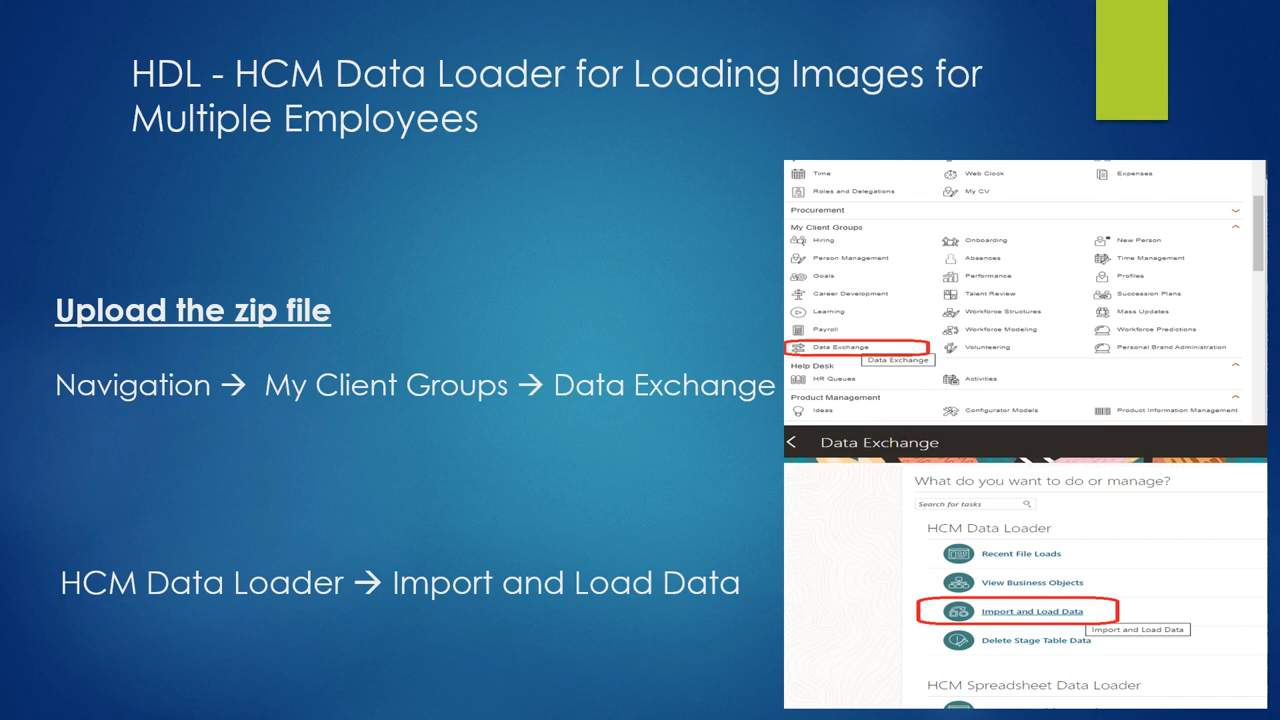 HDL - HCM Data Loader for Loading Images for
Multiple Employees
Upload the zip file
Navigation → My Client Groups → Data Exchange
HCM Data Loader → Import and Load Data
Time
Web Clock
Expenses
Roles and Delegations
My CV
Procurement
My Client Groups
Hiring
Onboarding
New Person
Person Management
Absences
Time Management
Goals
Performance
Profiles
Career Development
Talent Review
Succession Plans
Learning
Workforce Structures
Mass Updates
Payroll
Workforce Modeling
Workforce Predictions
Data Exchange
Volunteering
Personal Brand Administration
Data Exchange
Help Desk
HR Queues
Activities
Product Management
Ideas
Configurator Models
Product Information Management
Data Exchange
What do you want to do or manage?
Search for tasks
HCM Data Loader
Recent File Loads
View Business Objects
Import and Load Data
Import and Load Data
Delete Stage Table Data
HCM Spreadsheet Data Loader